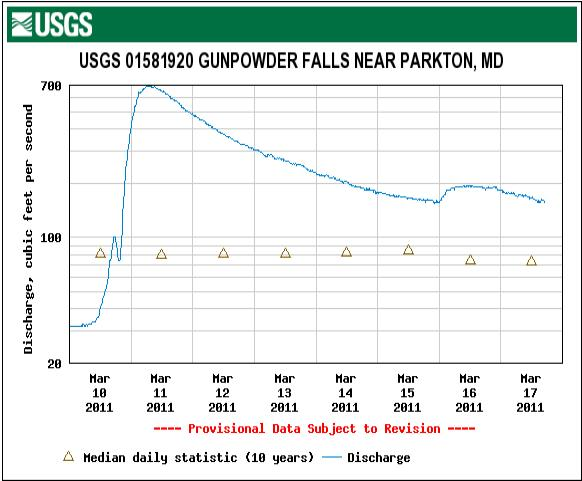 USGS
USGS 01581920 GUNPOWDER FALLS NEAR PARKTON, MD
Discharge, cubic feet per second
700
100
20
Mar 10 2011
Mar 11 2011
Mar 12 2011
Mar 13 2011
Mar 14 2011
Mar 15 2011
Mar 16 2011
Mar 17 2011
---- Provisional Data Subject to Revision ----
Median daily statistic (10 years)
Discharge